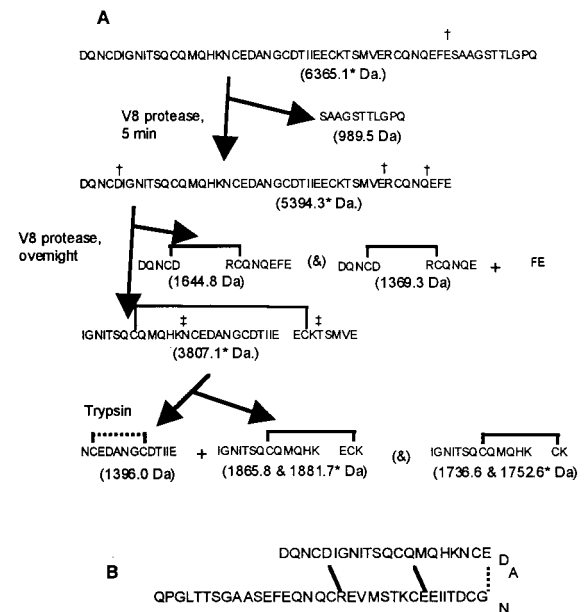 A
†
DQNCDIGNITSQCQMQHKNCEDANGCDTIIEECKTSMVERCQNQEFESAAGSTTLGPQ
(6365.1* Da.)
V8 protease, 5 min
SAAGSTTLGPQ
(989.5 Da)
† † †
DQNCDIGNITSQCQMQHKNCEDANGCDTIIEECKTSMVERCQNQEFE
(5394.3* Da.)
V8 protease, overnight
DQNCD RCQNQEFE (&) DQNCD RCQNQE + FE
(1644.8 Da) (1369.3 Da)
‡ ‡
IGNITSQCQMQHKNCEDANGCDTIIE ECKTSMVE
(3807.1* Da.)
Trypsin
NCEDANGCDTIIE + IGNITSQCQMQHK ECK (&) IGNITSQCQMQHK CK
(1396.0 Da) (1865.8 & 1881.7* Da) (1736.6 & 1752.6* Da)
B
DQNCDIGNITSQCQMQHKNCE D
A
QPGLTTSGAASEFEQNQCREVMSTKCEEIITDCG N